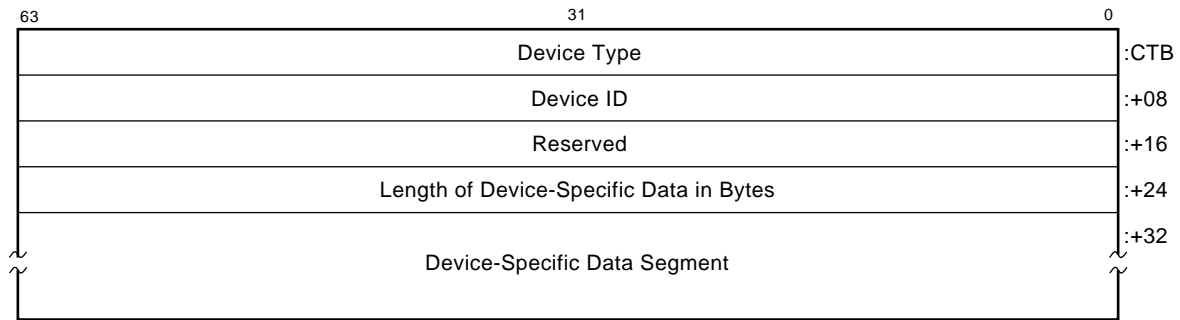 63 31 0
Device Type :CTB
Device ID :+08
Reserved :+16
Length of Device-Specific Data in Bytes :+24
:+32
Device-Specific Data Segment